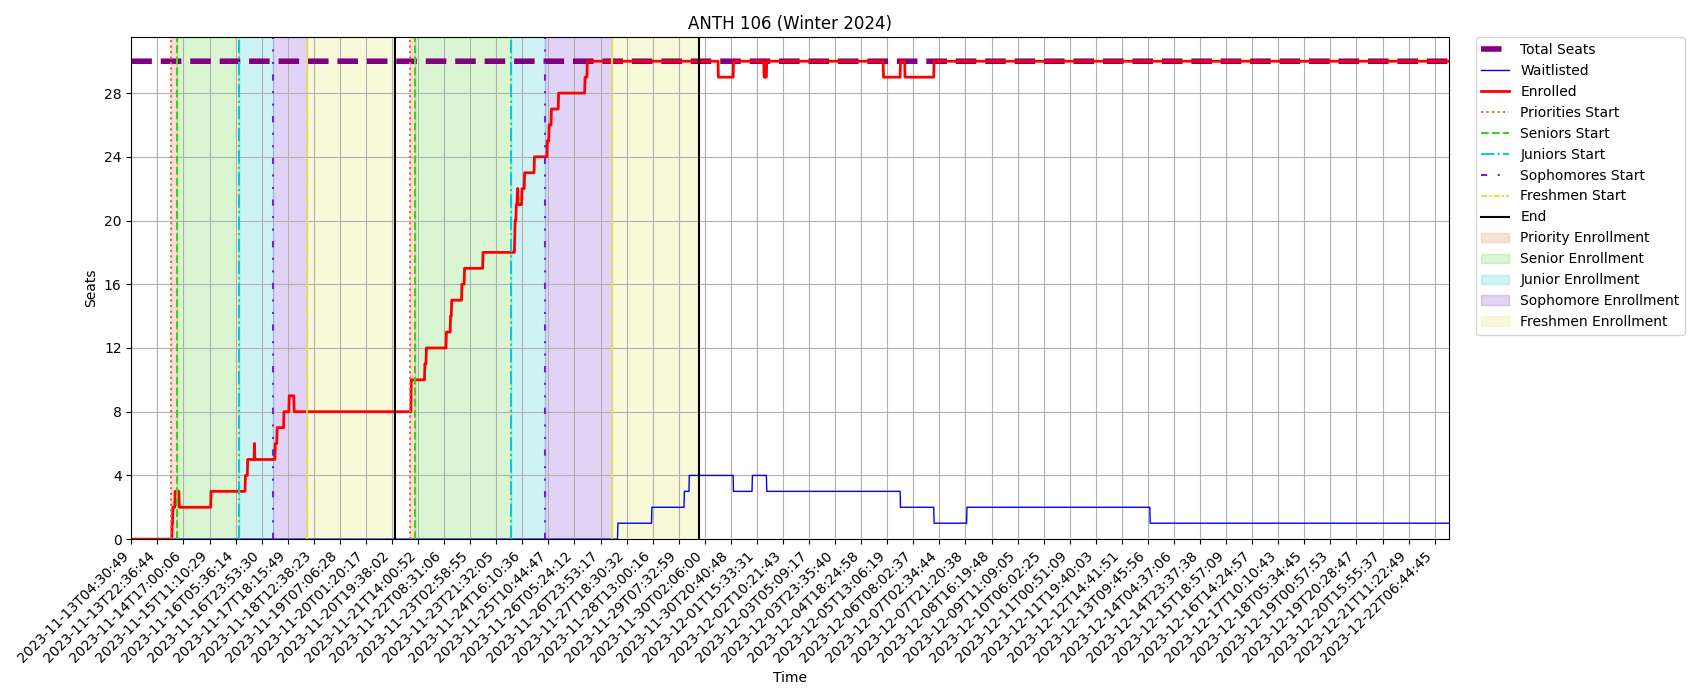 ANTH 106 (Winter 2024)
Seats
28
24
20
16
12
8
4
0
2023-11-13T04:30:49
2023-11-13T22:36:44
2023-11-14T17:00:06
2023-11-15T11:10:29
2023-11-16T05:36:14
2023-11-16T23:53:30
2023-11-17T18:15:49
2023-11-18T12:38:23
2023-11-19T07:06:28
2023-11-20T01:20:17
2023-11-20T19:38:02
2023-11-21T14:00:52
2023-11-22T08:31:06
2023-11-23T02:58:55
2023-11-23T21:32:05
2023-11-24T16:10:36
2023-11-25T10:44:47
2023-11-26T05:24:12
2023-11-26T23:53:17
2023-11-27T18:30:32
2023-11-28T13:00:16
2023-11-29T07:32:59
2023-11-30T02:06:00
2023-11-30T20:40:48
2023-12-01T15:33:31
2023-12-02T10:21:43
2023-12-03T05:09:17
2023-12-03T23:35:40
2023-12-04T18:24:58
2023-12-05T13:06:19
2023-12-06T08:02:37
2023-12-07T02:34:44
2023-12-07T21:20:38
2023-12-08T16:19:48
2023-12-09T11:09:05
2023-12-10T06:02:25
2023-12-11T00:51:09
2023-12-11T19:40:03
2023-12-12T14:41:51
2023-12-13T09:45:56
2023-12-14T04:37:06
2023-12-14T23:37:38
2023-12-15T18:57:09
2023-12-16T14:24:57
2023-12-17T10:10:43
2023-12-18T05:34:45
2023-12-19T00:57:53
2023-12-19T20:28:47
2023-12-20T15:55:37
2023-12-21T11:22:49
2023-12-22T06:44:45
Time
Total Seats
Waitlisted
Enrolled
Priorities Start
Seniors Start
Juniors Start
Sophomores Start
Freshmen Start
End
Priority Enrollment
Senior Enrollment
Junior Enrollment
Sophomore Enrollment
Freshmen Enrollment